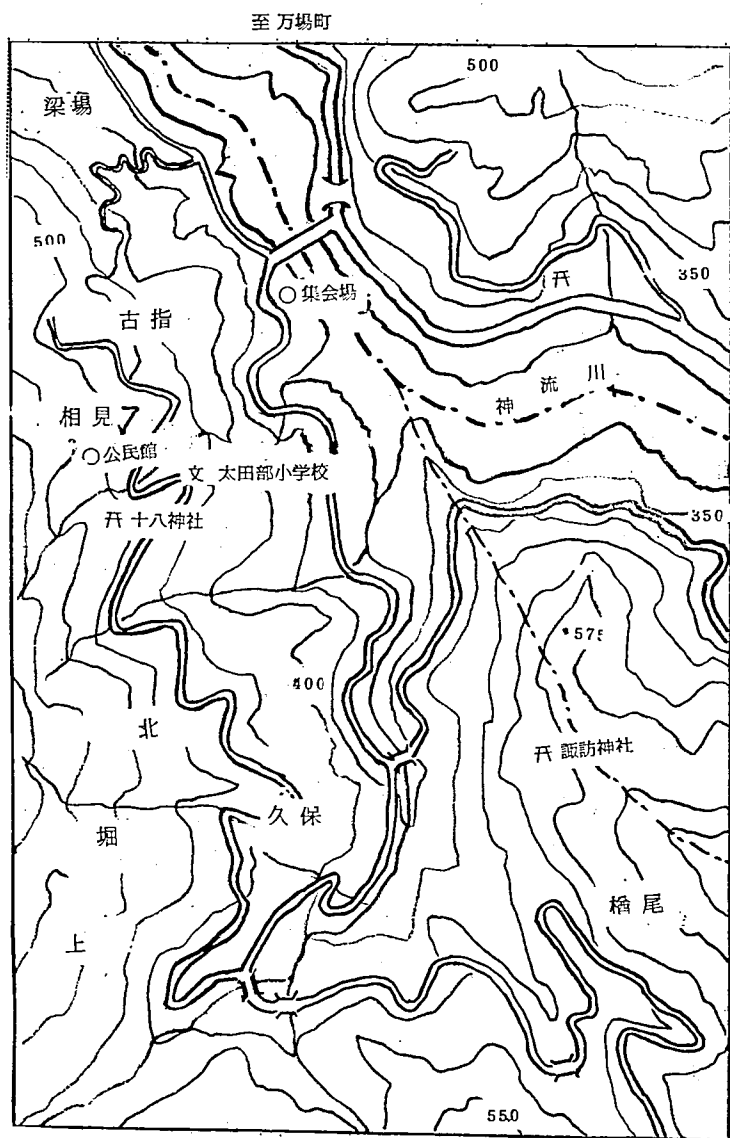 至 万場町
500
梁場
500
350
古指
集会場
神流川
相見
公民館
文 太田部小学校
十八神社
350
575
400
北
諏訪神社
久保
堀
楢尾
上
550